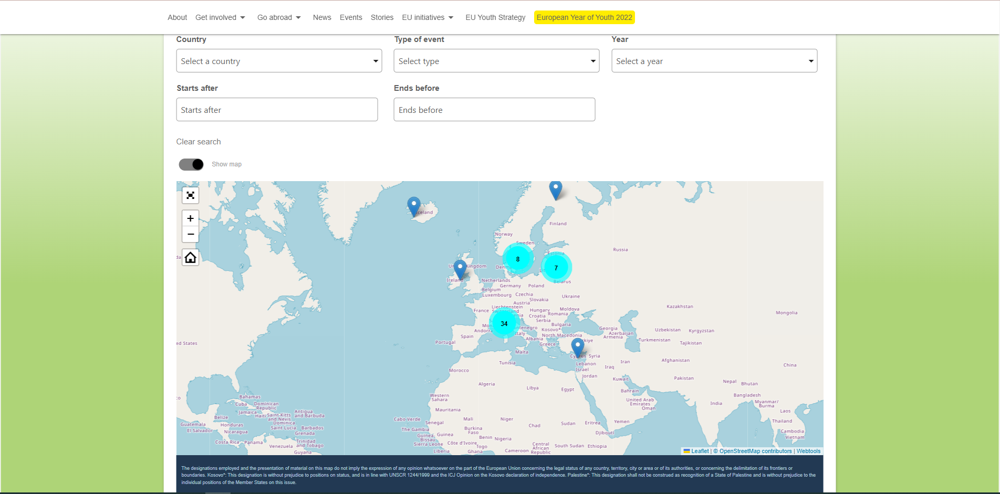 About Get involved Go abroad News Events Stories EU initiatives EU Youth Strategy European Year of Youth 2022
Country Type of event Year
Select a country Select type Select a year
Starts after Ends before
Starts after Ends before
Clear search
Show map
Iceland
Finland
Norway
Sweden
Russia
Estonia
8
7
United Kingdom
Ireland
Belarus
Netherlands
Germany Poland
Belgium
Luxembourg Czechia Ukraine
Slovakia
Austria
Liechtenstein Kazakhstan
France Hungary Moldova
Croatia Romania Mongolia
Serbia
34
Bulgaria
Andorra Kosovo* Georgia Uzbekistan Kyrgyzstan
Italy Azerbaijan
Spain North Macedonia Armenia
Albania Turkmenistan
Portugal Greece Tajikistan
ed States
Malta Cyprus Syria
Iran Afghanistan
Tunisia Lebanon China
Israel Iraq
Morocco Jordan
Kuwait Pakistan
Nepal Bhutan
Algeria Libya Egypt
Bahrain Bangladesh
Western
Sahara
United Arab
Emirates
Oman
India Myanmar/
Burma
Bahamas
Cuba Dominican
Republic
Mauritania
Laos
Jamaica Haiti Saint Kitts
and Nevis
Antigua
and Barbuda
Belize Cabo Verde Senegal Mali Niger Chad Sudan Eritrea Yemen Thailand
Guatemala Honduras Dominica
El Salvador Nicaragua Saint Lucia Barbados
Grenada
The Gambia Burkina
Faso
Djibouti Cambodia
Vietnam
Guinea-
Bissau
Guinea Benin Nigeria
Costa Rica Panama Venezuela Trinidad
and Tobago
Guyana
Sierra Leone Côte d'Ivoire Togo
Liberia Ghana Cameroon Central
African
Republic
South Sudan Ethiopia
Leaflet | © OpenStreetMap contributors | Webtools
The designations employed and the presentation of material on this map do not imply the expression of any opinion whatsoever on the part of the European Union concerning the legal status of any country, territory, city or area or of its authorities, or concerning the delimitation of its frontiers or
boundaries. Kosovo*: This designation is without prejudice to positions on status, and is in line with UNSCR 1244/1999 and the ICJ Opinion on the Kosovo declaration of independence. Palestine*: This designation shall not be construed as recognition of a State of Palestine and is without prejudice to the
individual positions of the Member States on this issue.